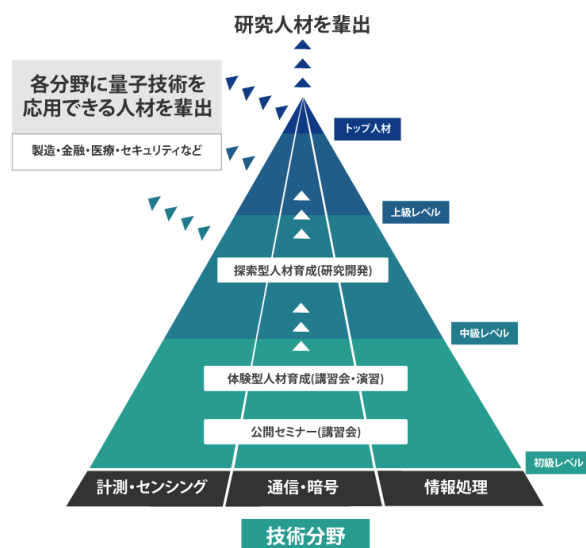 研究人材を輩出
各分野に量子技術を
応用できる人材を輩出
製造・金融・医療・セキュリティなど
トップ人材
上級レベル
探索型人材育成(研究開発)
中級レベル
体験型人材育成(講習会・演習)
公開セミナー(講習会)
初級レベル
計測・センシング
通信・暗号
情報処理
技術分野